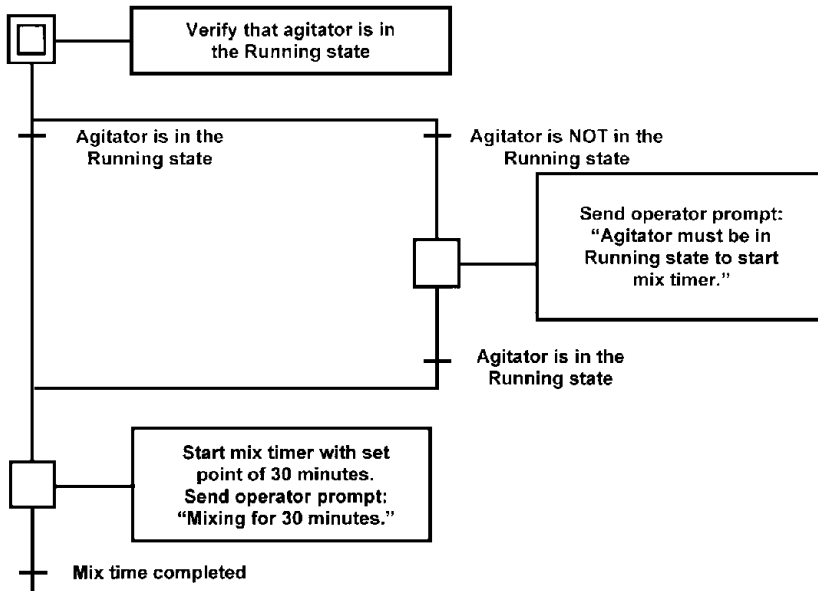 Verify that agitator is in
the Running state
Agitator is in the
Running state
Agitator is NOT in the
Running state
Send operator prompt:
“Agitator must be in
Running state to start
mix timer.”
Agitator is in the
Running state
Start mix timer with set
point of 30 minutes.
Send operator prompt:
“Mixing for 30 minutes.”
Mix time completed